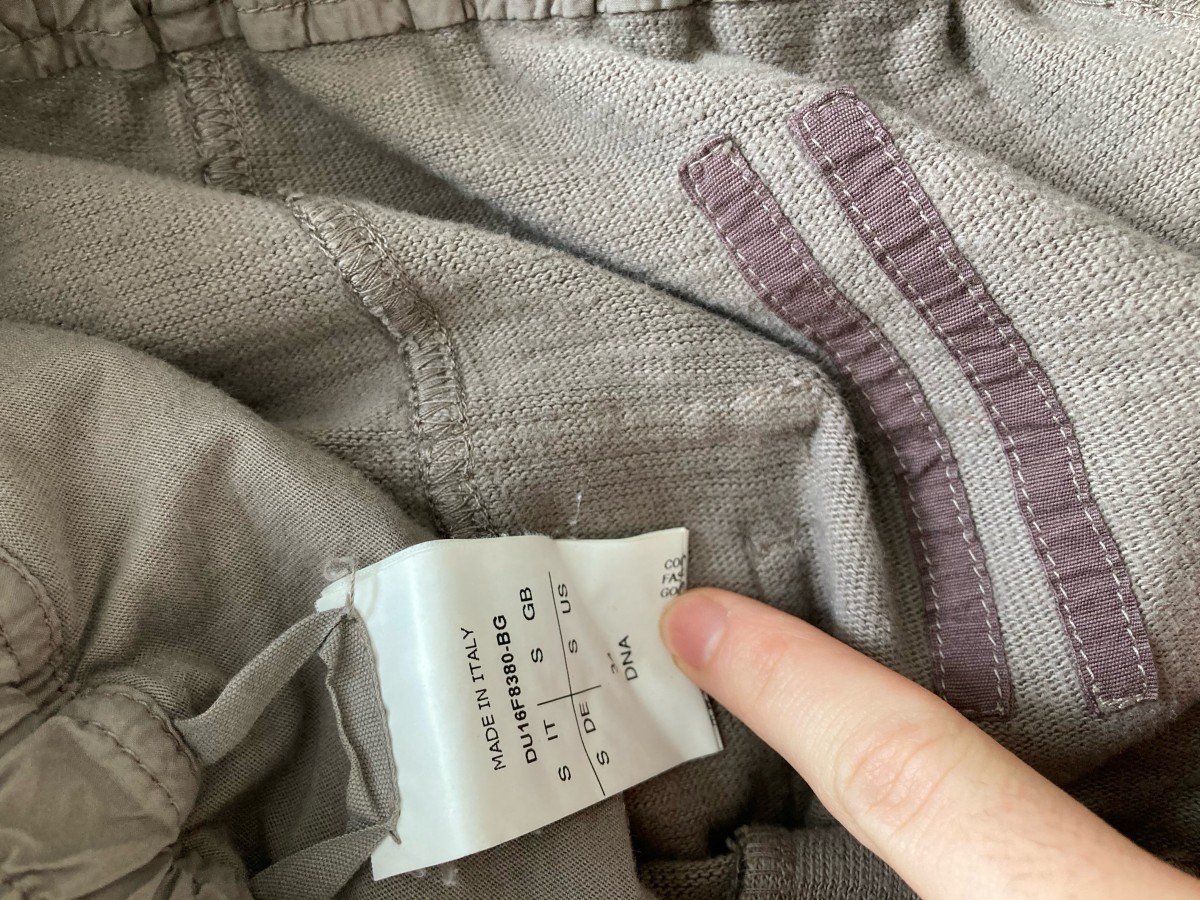 MADE IN ITALY
DU16F8380-BG
S IT S GB
S DE S US
DNA